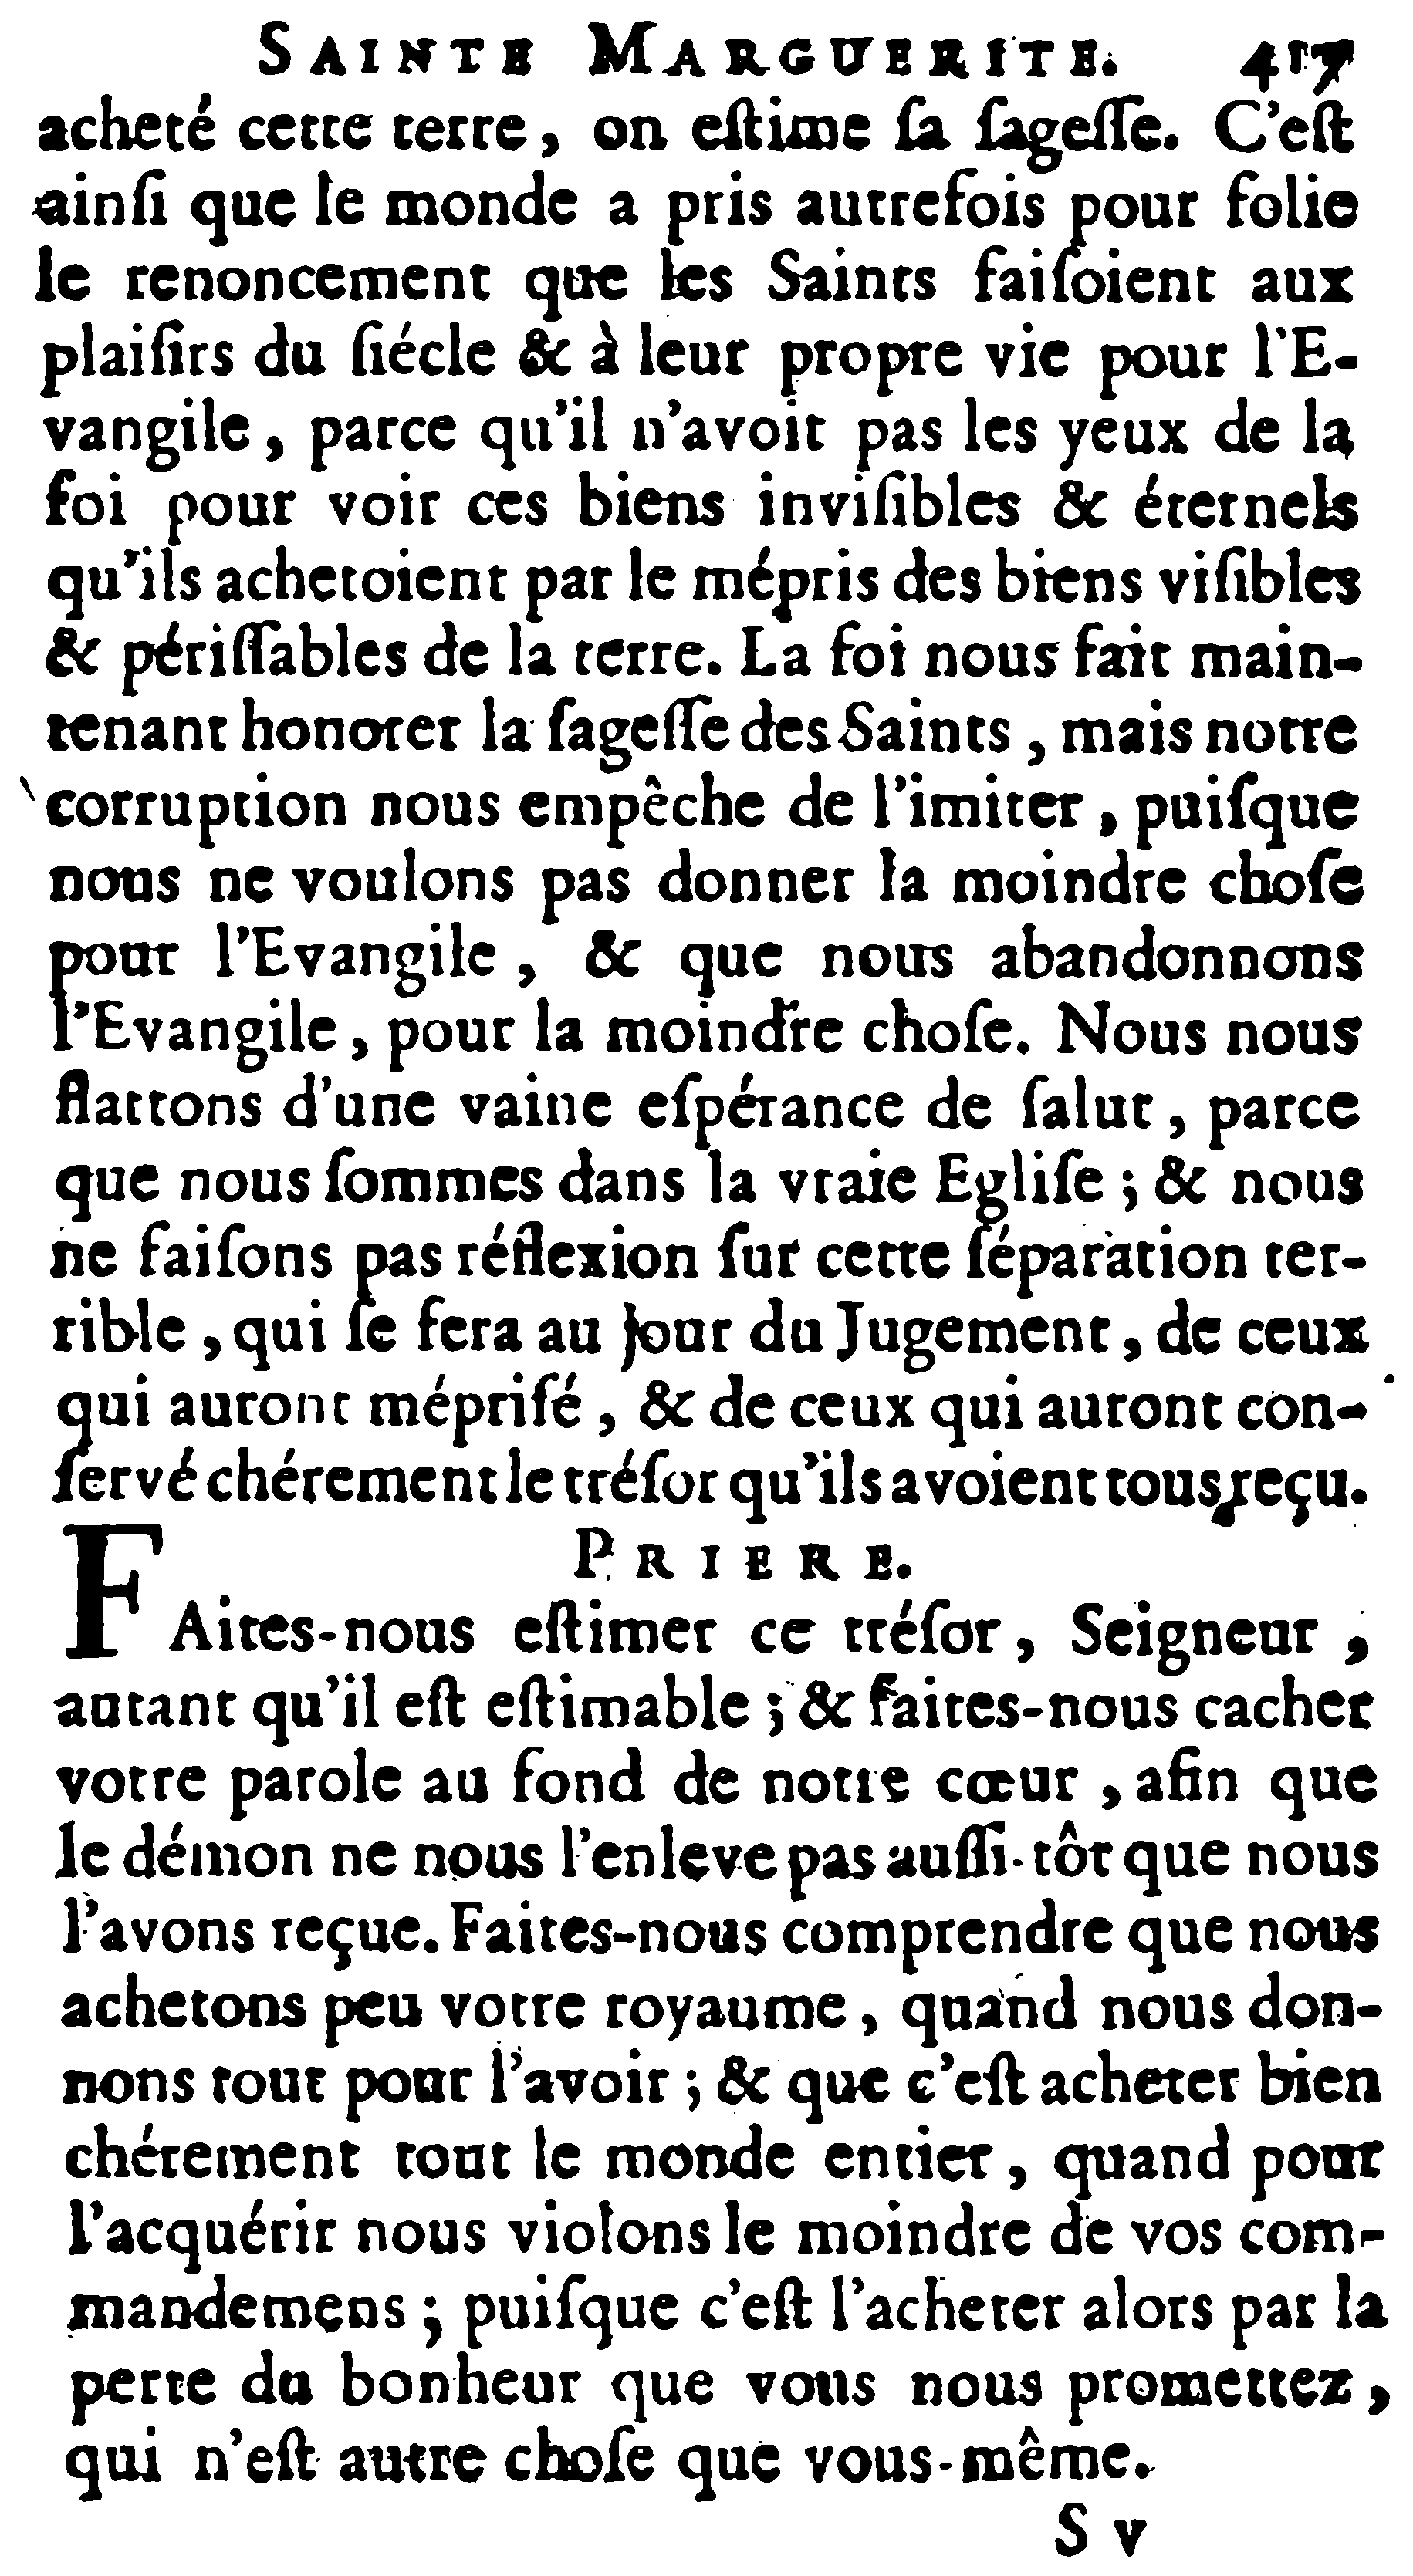 SAINTE MARGUERITE. 417
acheté cette terre, on eſtime ſa ſageſſe. C'eſt
ainſi que le monde a pris autrefois pour folie
le renoncement que les Saints faiſoient aux
plaiſirs du ſiécle & à leur propre vie pour l'E-
vangile, parce qu'il n'avoit pas les yeux de la
foi pour voir ces biens inviſibles & éternels
qu'ils achetoient par le mépris des biens viſibles
& périſſables de la terre. La foi nous fait main-
tenant honorer la ſageſſe des Saints, mais notre
corruption nous empêche de l'imiter, puiſque
nous ne voulons pas donner la moindre choſe
pour l'Evangile, & que nous abandonnons
l'Evangile, pour la moindre choſe. Nous nous
flattons d'une vaine eſpérance de ſalut, parce
que nous ſommes dans la vraie Egliſe; & nous
ne faiſons pas réflexion ſur cette ſéparation ter-
rible, qui ſe fera au jour du Jugement, de ceux
qui auront mépriſé, & de ceux qui auront con-
ſervé chérement le tréſor qu'ils avoient tous reçu.
PRIERE.
FAites-nous eſtimer ce tréſor, Seigneur,
autant qu'il eſt eſtimable; & faites-nous cacher
votre parole au fond de notre cœur, afin que
le démon ne nous l'enleve pas auſſi-tôt que nous
l'avons reçue. Faites-nous comprendre que nous
achetons peu votre royaume, quand nous don-
nons tout pour l'avoir; & que c'eſt acheter bien
chérement tout le monde entier, quand pour
l'acquérir nous violons le moindre de vos com-
mandemens; puiſque c'eſt l'acheter alors par la
perte du bonheur que vous nous promettez,
qui n'eſt autre choſe que vous-même.
S v